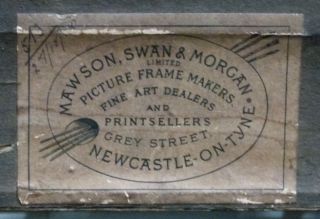 MAWSON, SWAN & MORGAN
LIMITED
PICTURE FRAME MAKERS,
FINE ART DEALERS
AND
PRINTSELLERS
GREY STREET,
NEWCASTLE-ON-TYNE